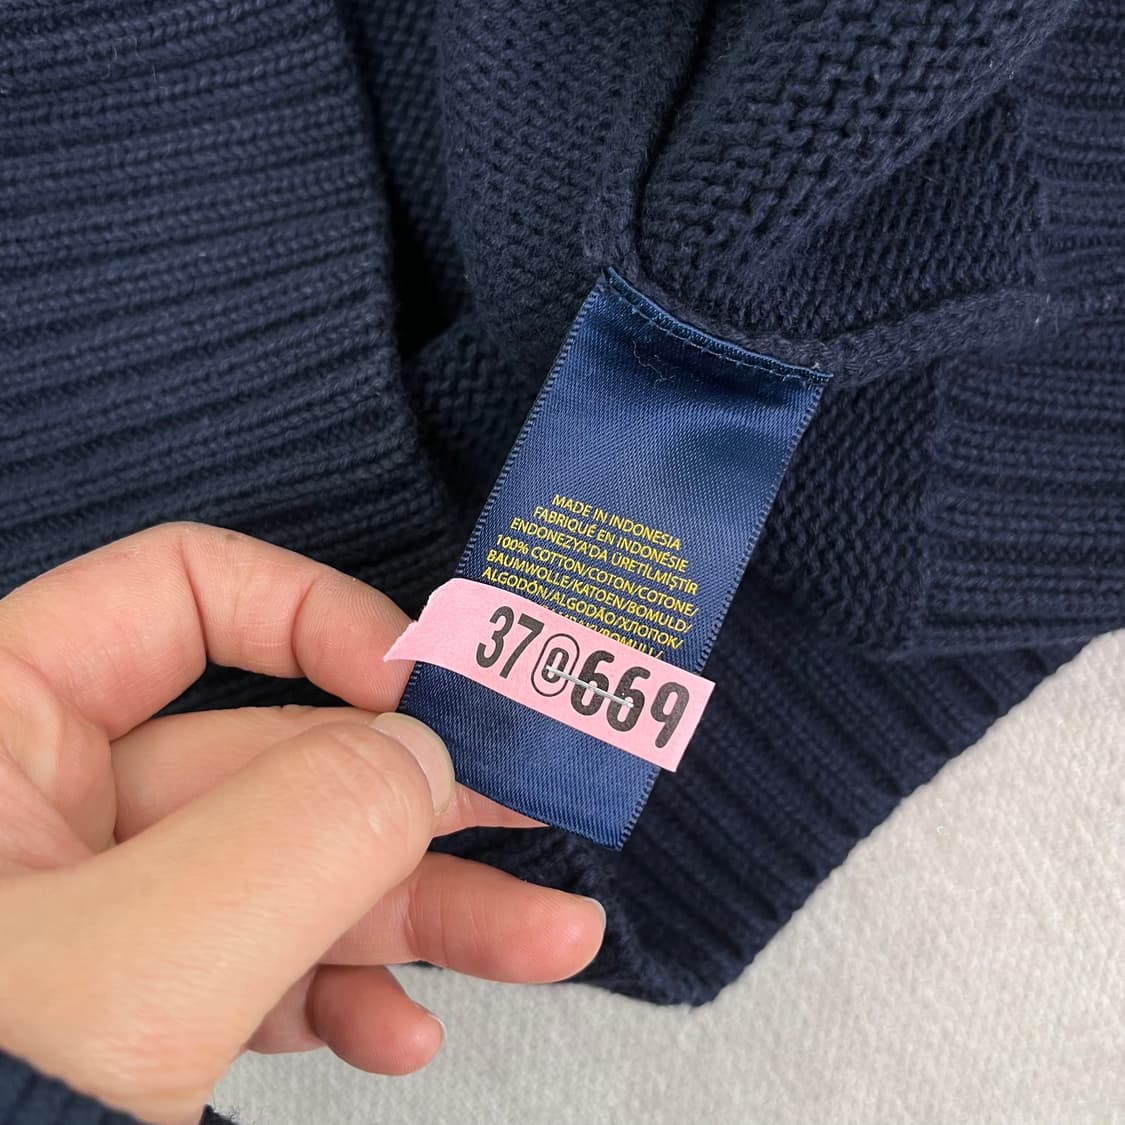 MADE IN INDONESIA
FABRIQUÉ EN INDONÉSIE
ENDONEZYA'DA ÜRETİLMİŞTİR
100% COTTON/COTON/COTONE/
BAUMWOLLE/KATOEN/BOMULD/
ALGODÓN/ALGODÃO/ХЛОПОК/
37 0 669